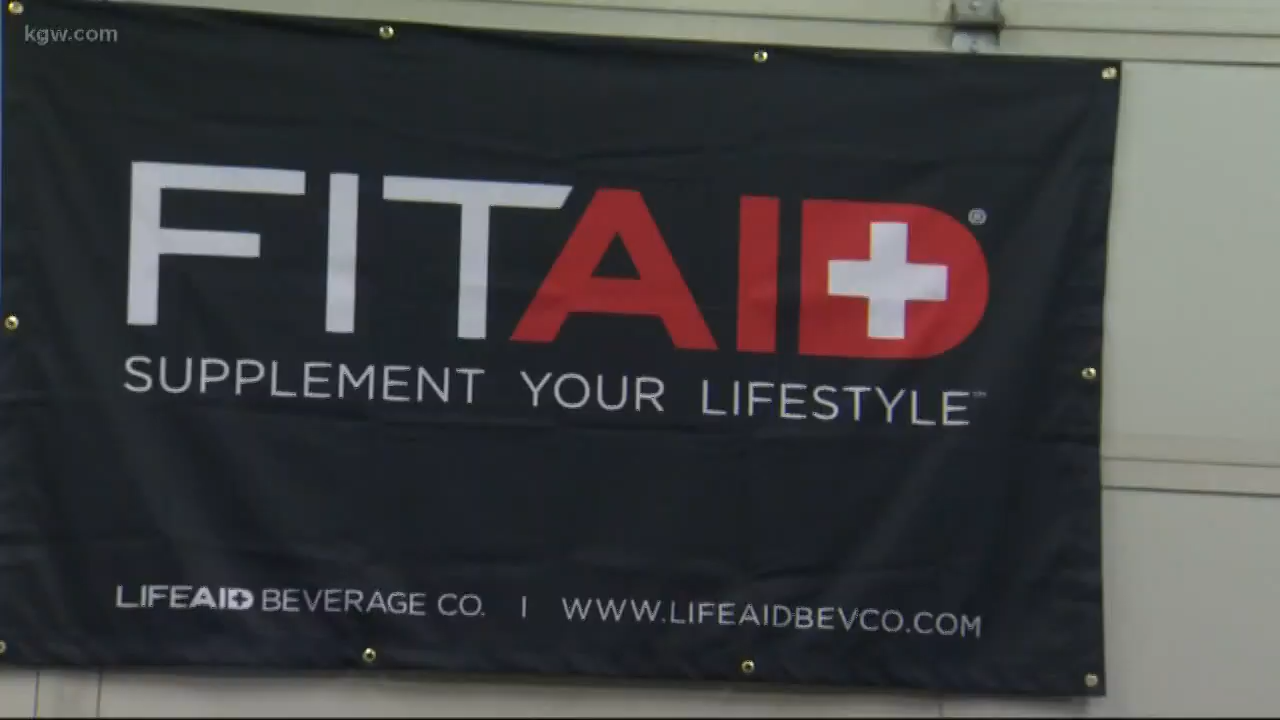 kgw.com
FITAID®
SUPPLEMENT YOUR LIFESTYLE™
LIFEAID BEVERAGE CO. | WWW.LIFEAIDBEVCO.COM